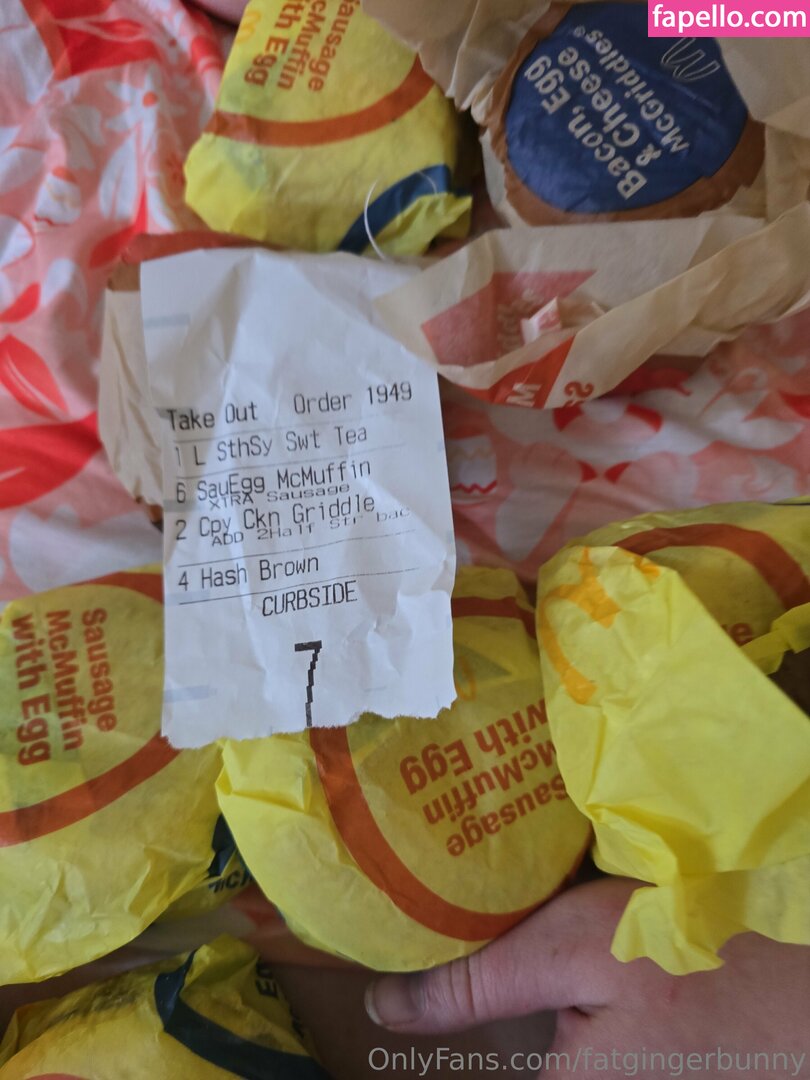 fapello.com
Sausage
McMuffin
with Egg
Bacon, Egg
& Cheese
McGriddles®
Take Out Order 1949
1 L SthSy Swt Tea
6 SauEgg McMuffin
XTRA Sausage
2 Cpy Ckn Griddle
ADD 2Half Str bac
4 Hash Brown
CURBSIDE
7
Sausage
McMuffin
with Egg
Sausage
McMuffin
with Egg
OnlyFans.com/fatgingerbunny